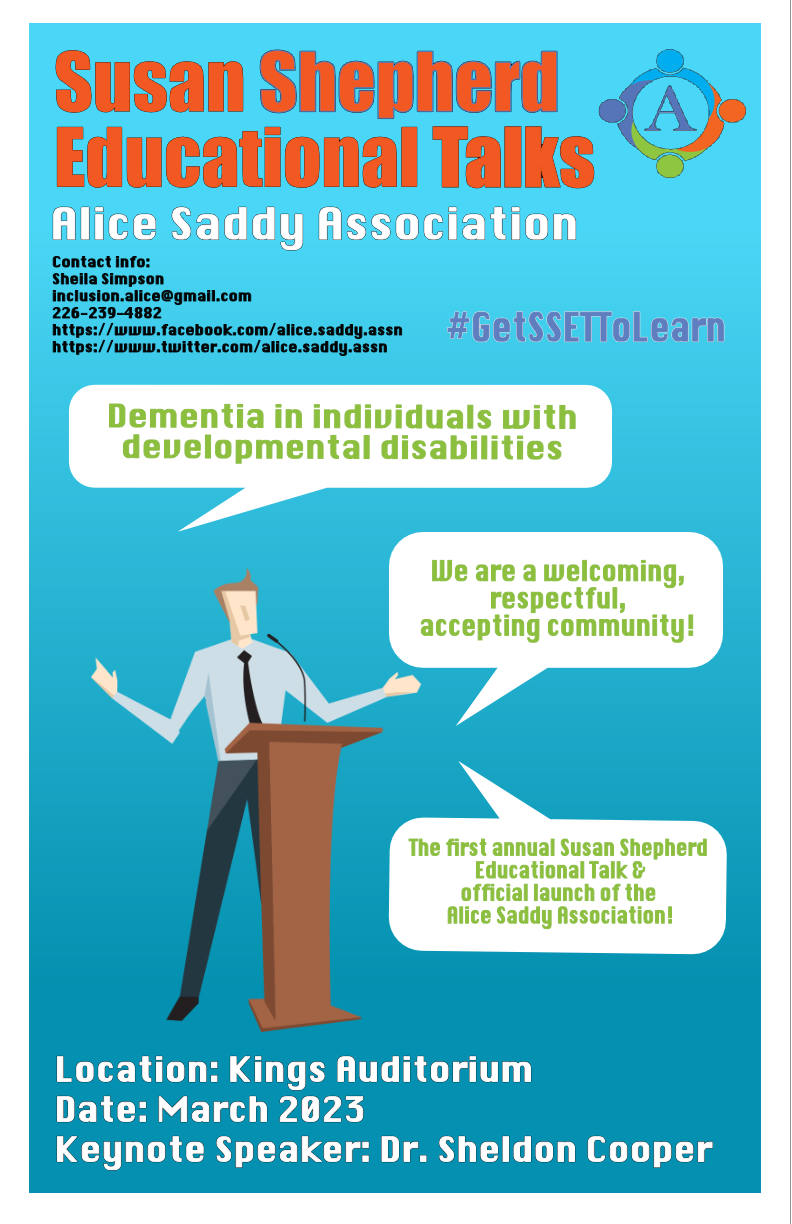 Susan Shepherd
Educational Talks
A
Alice Saddy Association
Contact info:
Sheila Simpson
inclusion.alice@gmail.com
226-239-4882
https://www.facebook.com/alice.saddy.assn
https://www.twitter.com/alice.saddy.assn
#GetSSETToLearn
Dementia in individuals with
developmental disabilities
We are a welcoming,
respectful,
accepting community!
The first annual Susan Shepherd
Educational Talk &
official launch of the
Alice Saddy Association!
Location: Kings Auditorium
Date: March 2023
Keynote Speaker: Dr. Sheldon Cooper